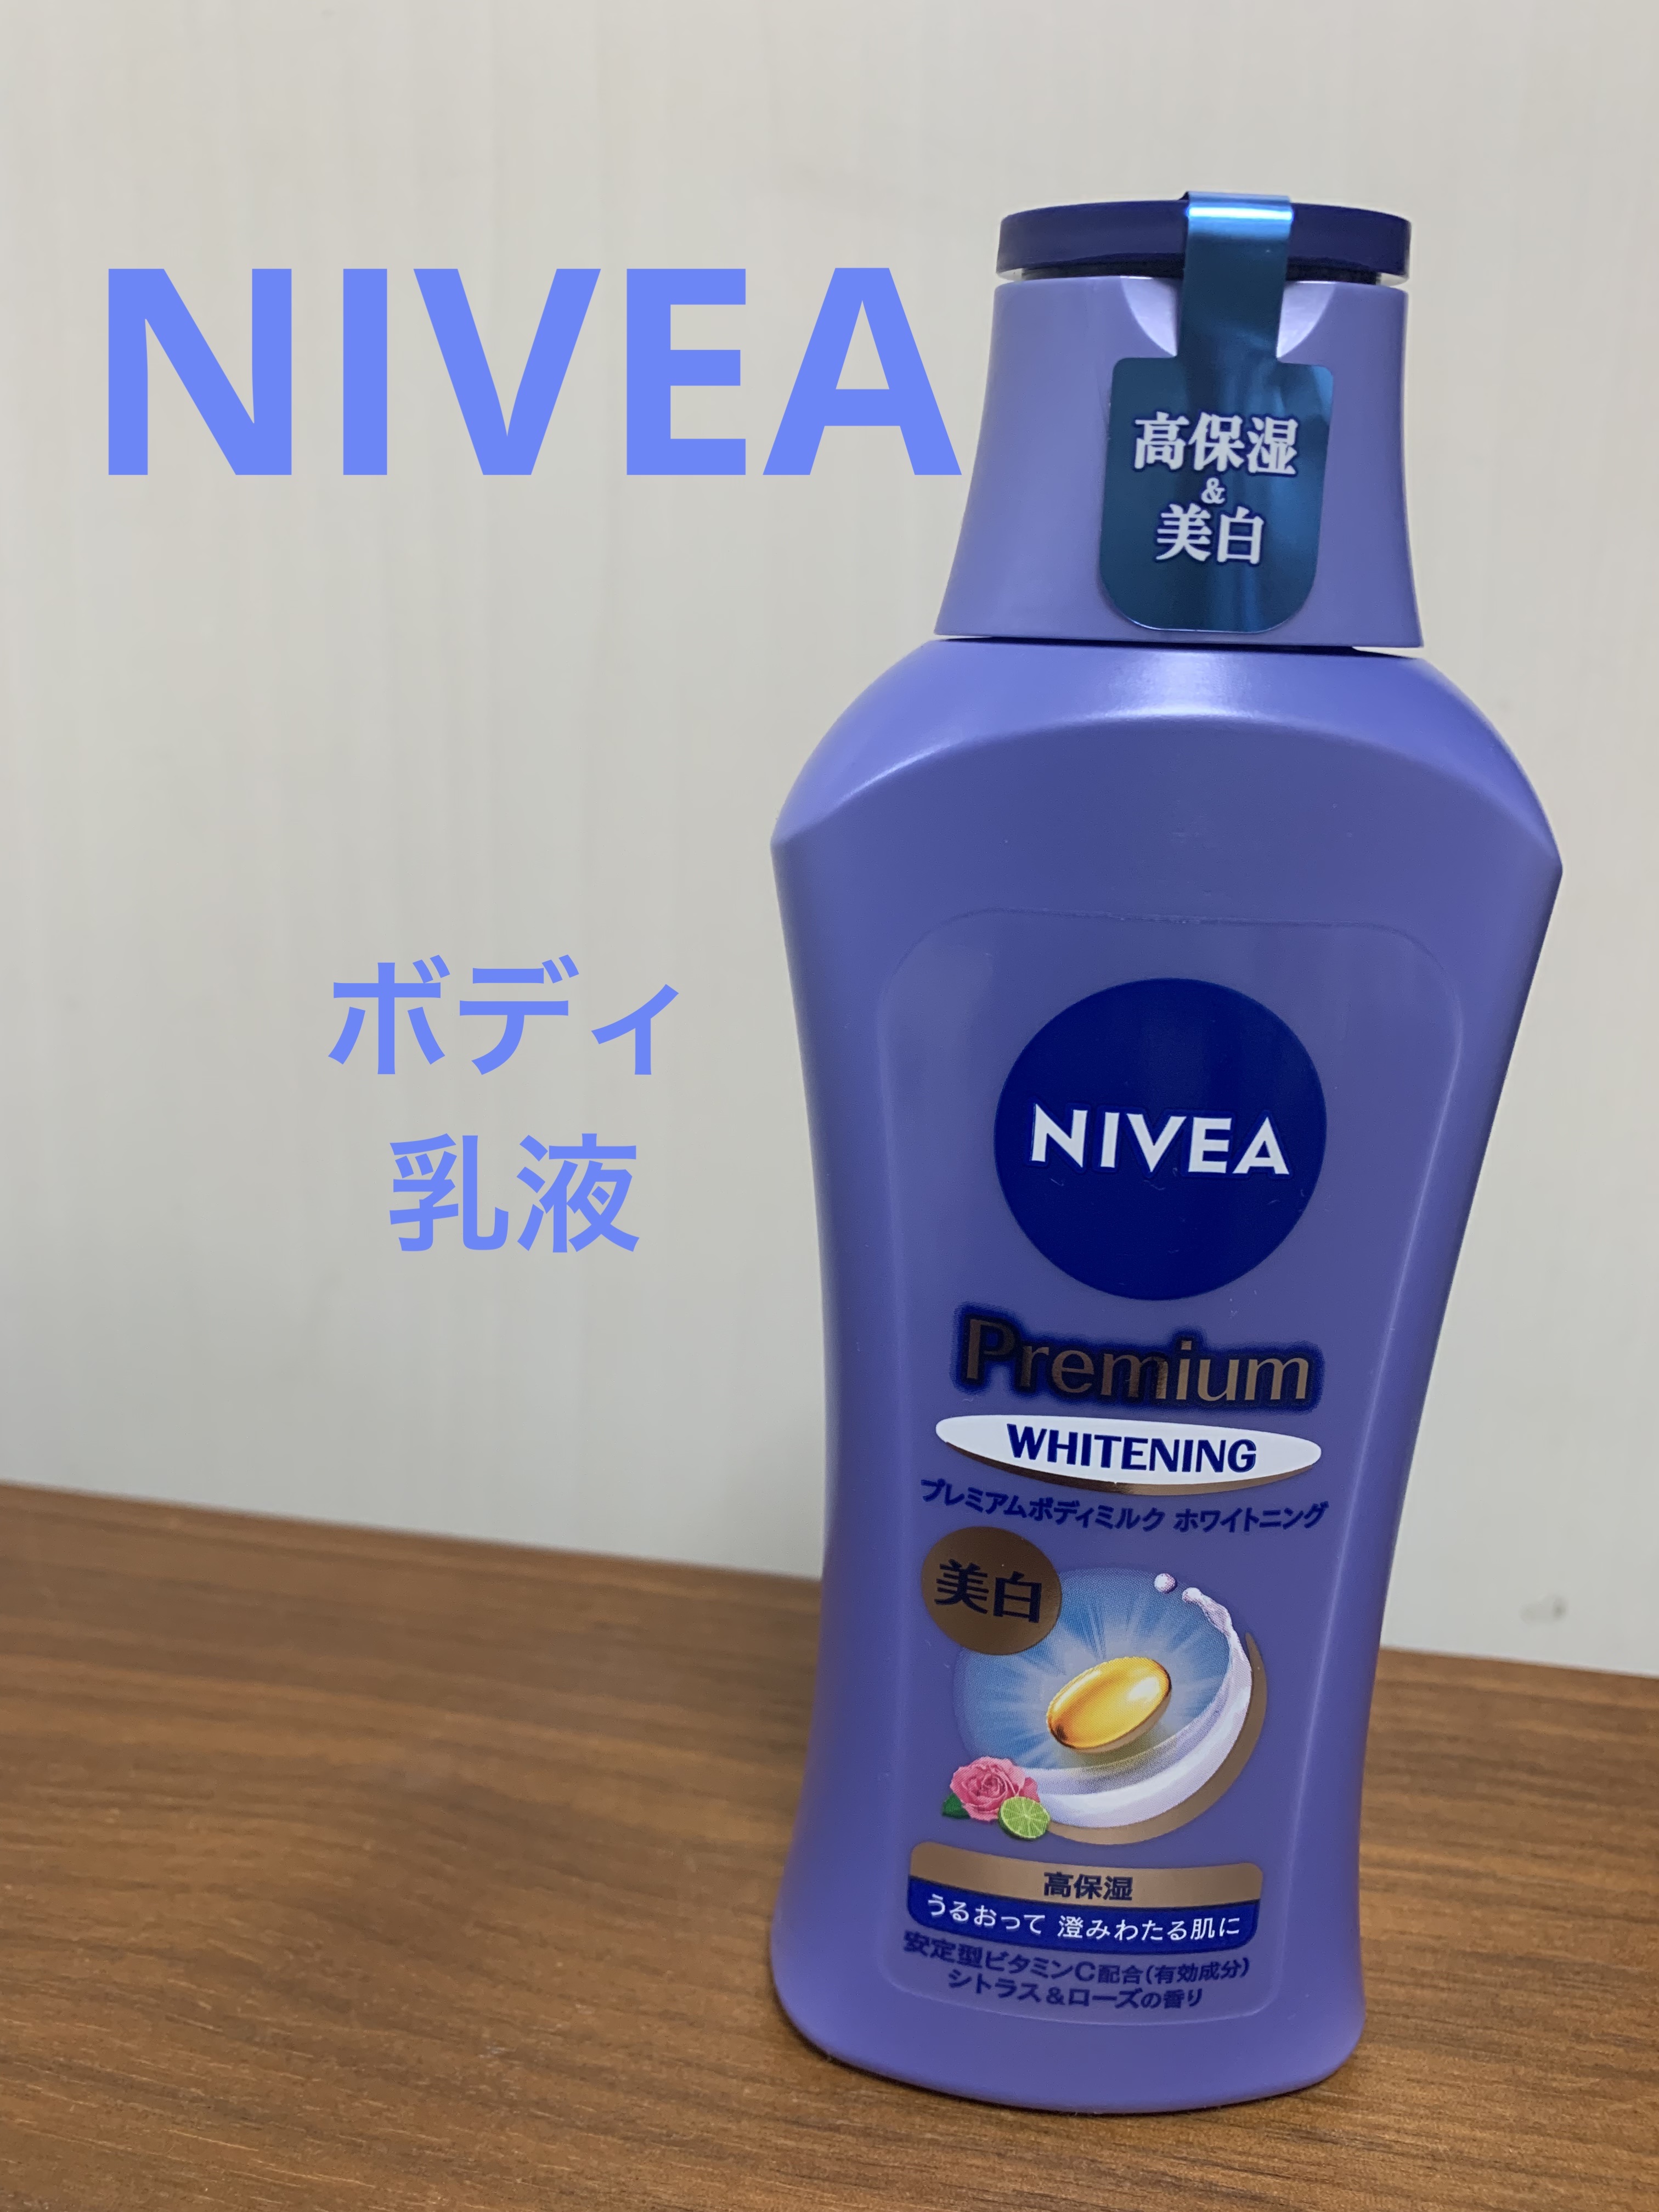 NIVEA
ボディ
乳液
高保湿
&
美白
NIVEA
Premium
WHITENING
プレミアムボディミルク ホワイトニング
美白
高保湿
うるおって 澄みわたる肌に
安定型ビタミンC配合(有効成分)
シトラス&ローズの香り